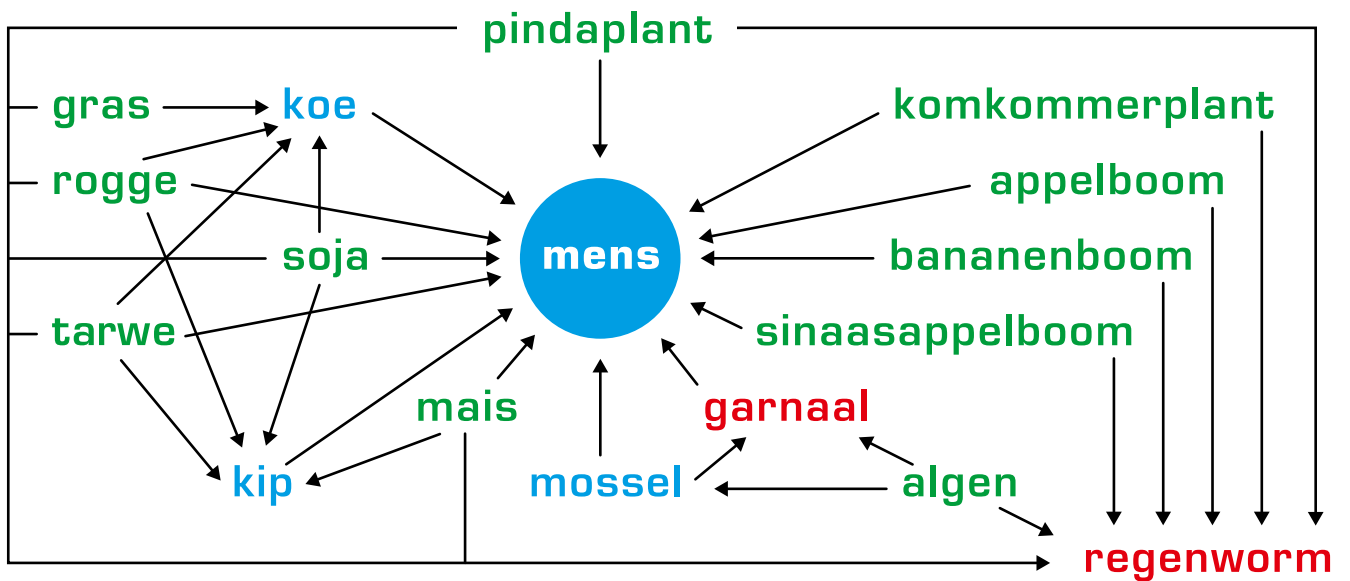 pindaplant
gras
koe
komkommerplant
rogge
appelboom
soja
mens
bananenboom
tarwe
sinaasappelboom
mais
garnaal
kip
mossel
algen
regenworm